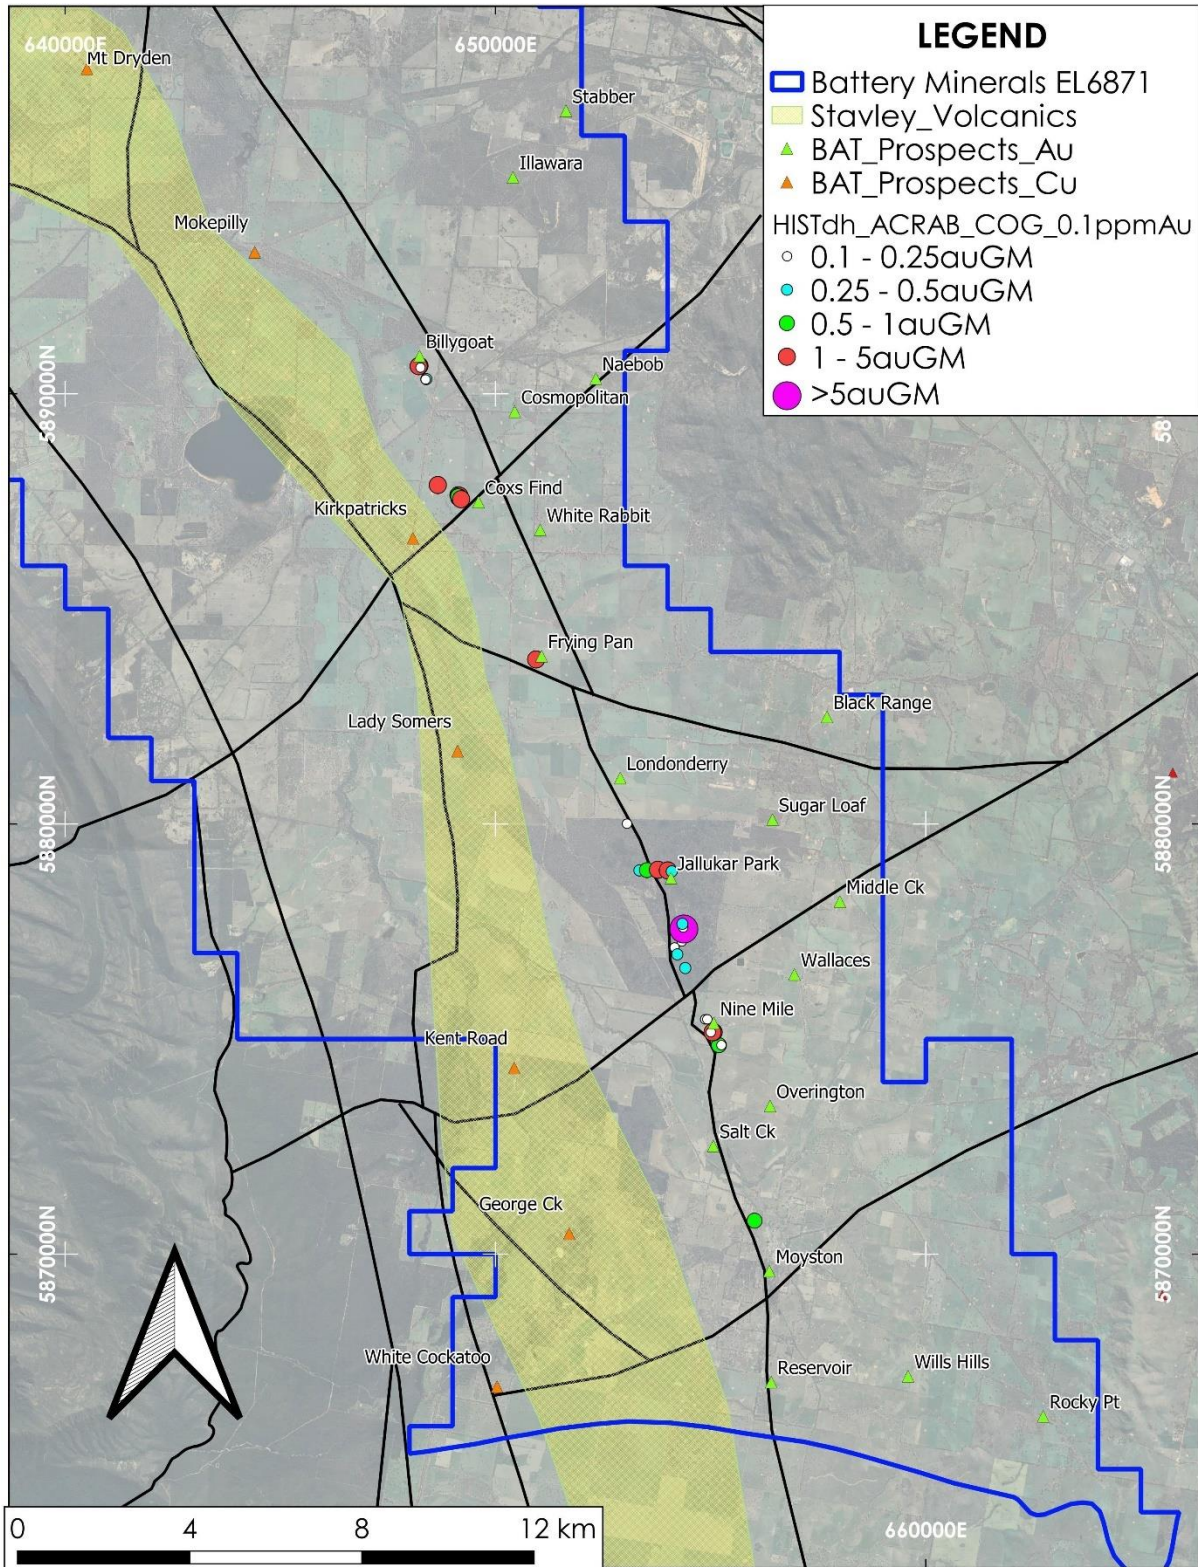 640000E
650000E
LEGEND
Battery Minerals EL6871
Stavley_Volcanics
BAT_Prospects_Au
BAT_Prospects_Cu
HISTdh_ACRAB_COG_0.1ppmAu
0.1 - 0.25auGM
0.25 - 0.5auGM
0.5 - 1auGM
1 - 5auGM
>5auGM
Mt Dryden
Stabber
Illawara
Mokepilly
Billygoat
Naebob
Cosmopolitan
5890000N
58
Coxs Find
Kirkpatricks
White Rabbit
Frying Pan
Black Range
Lady Somers
Londonderry
Sugar Loaf
5880000N
5880000N
Jallukar Park
Middle Ck
Wallaces
Nine Mile
Kent Road
Overington
Salt Ck
George Ck
5870000N
5870000N
Moyston
White Cockatoo
Reservoir
Wills Hills
Rocky Pt
0 4 8 12 km
660000E